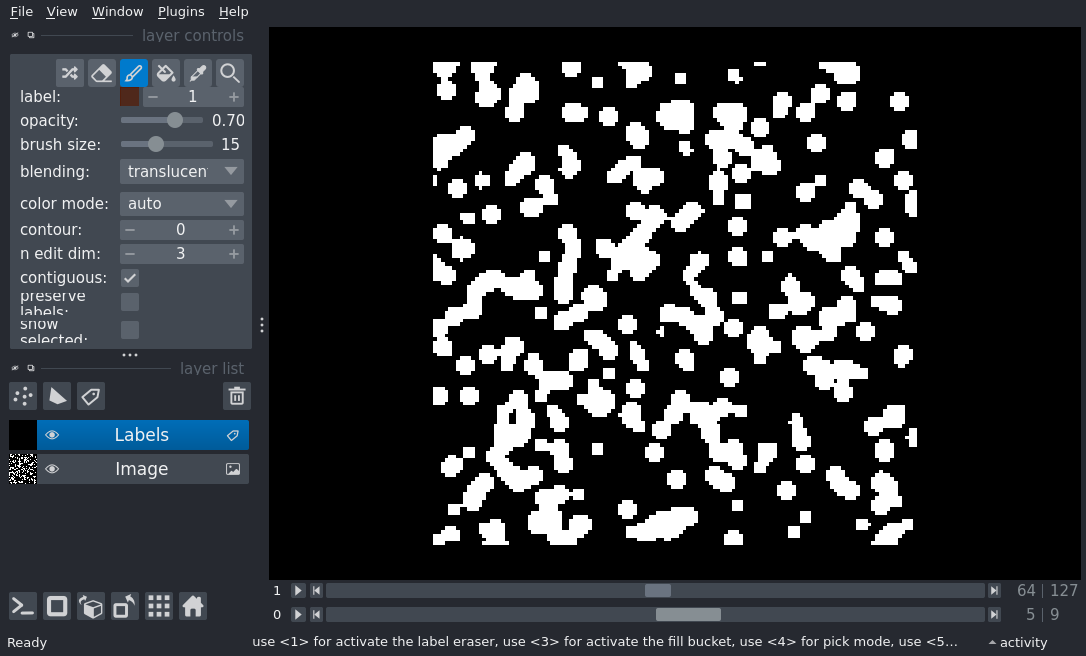 File View Window Plugins Help
layer controls
label: 1
opacity: 0.70
brush size: 15
blending: translucen
color mode: auto
contour: 0
n edit dim: 3
contiguous:
preserve
labels:
show
selected:
layer list
Labels
Image
1 64 | 127
0 5 | 9
Ready use <1> for activate the label eraser, use <3> for activate the fill bucket, use <4> for pick mode, use <5... activity